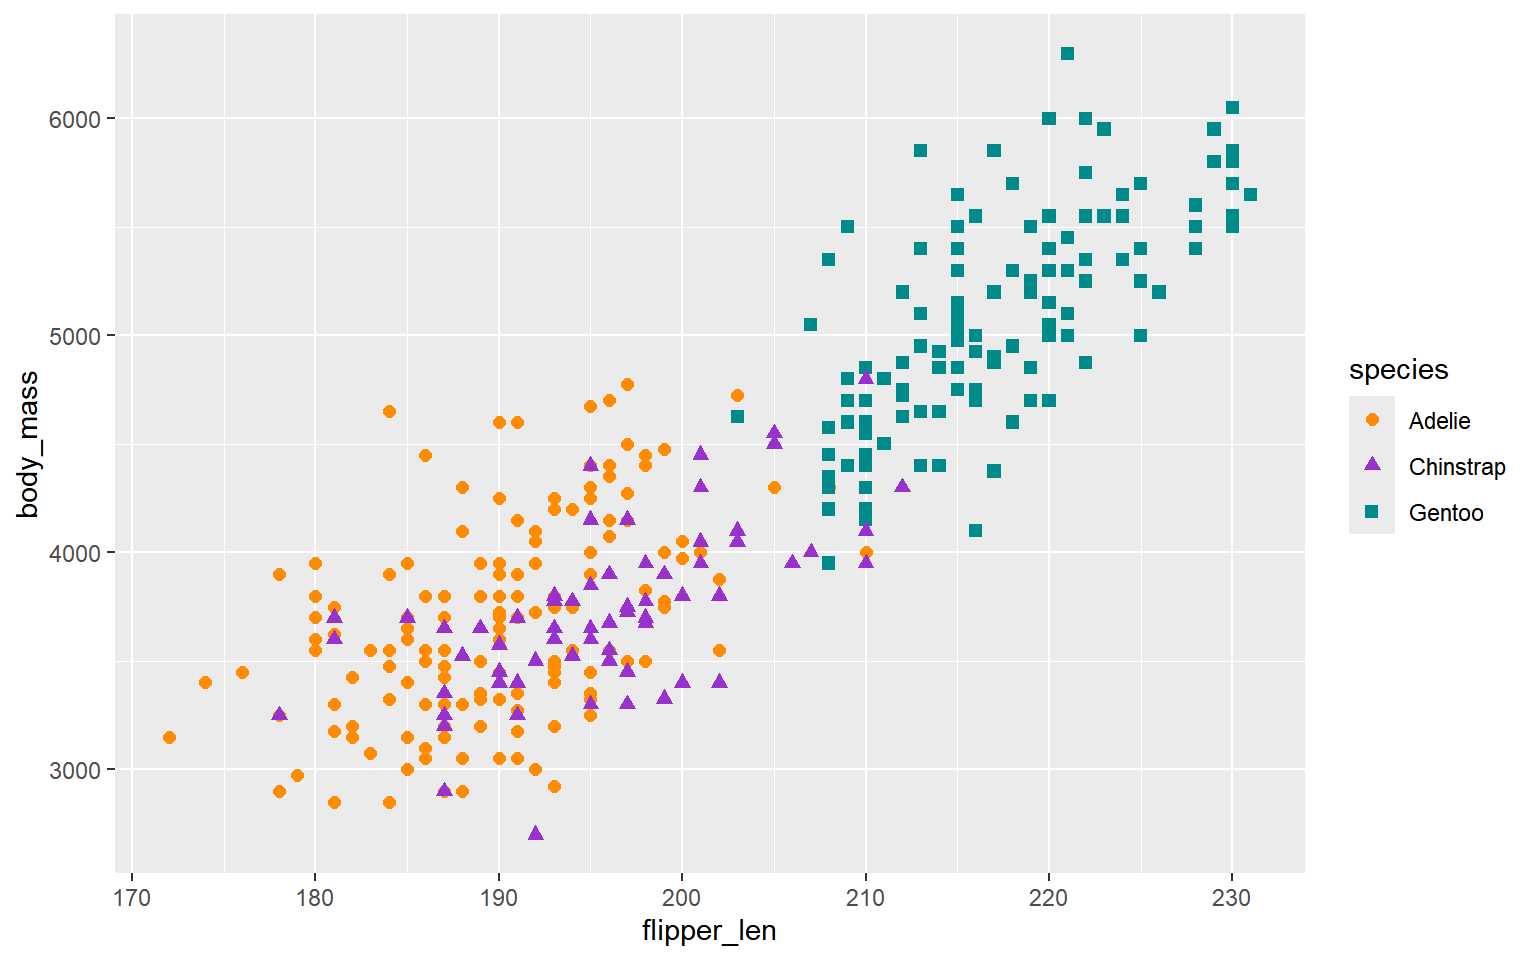 6000
5000
4000
3000
body_mass
170 180 190 200 210 220 230
flipper_len
species
Adelie
Chinstrap
Gentoo